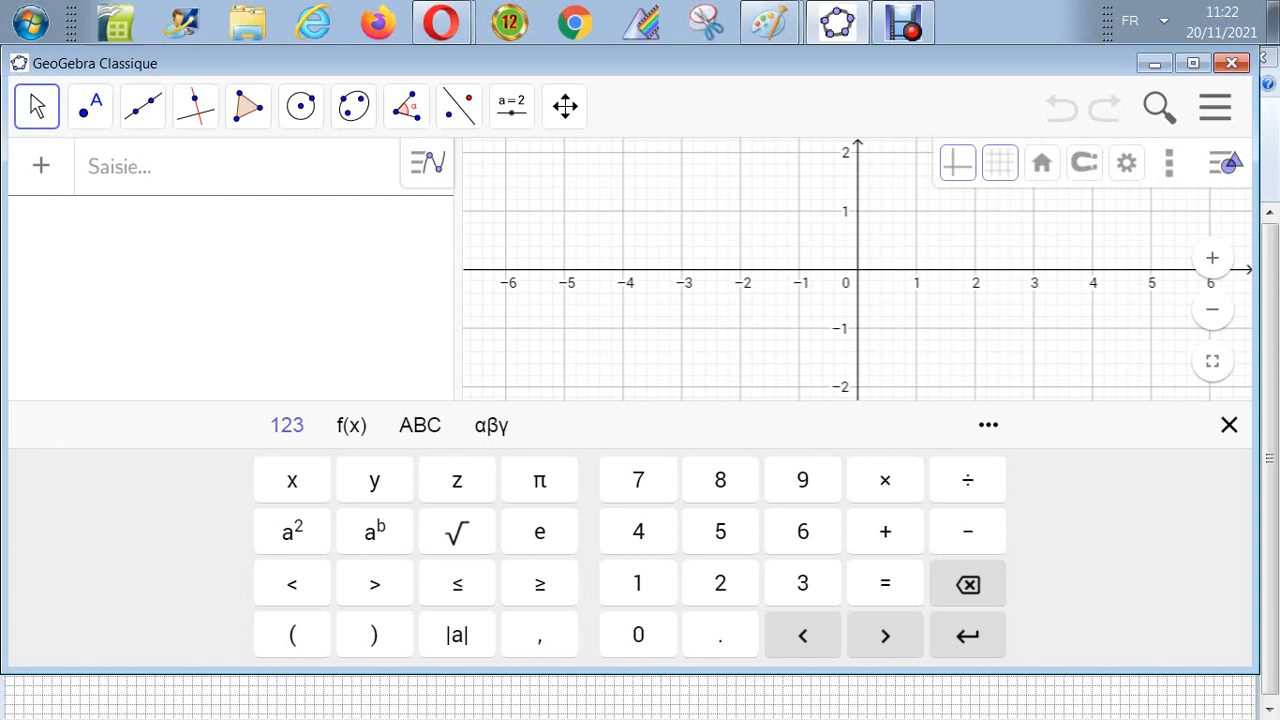 12
FR
11:22
20/11/2021
GeoGebra Classique
A
α
a=2
+
Saisie...
2
1
−6 −5 −4 −3 −2 −1 0 1 2 3 4 5 6
−1
−2
+
−
123 f(x) ABC αβγ ...
x y z π 7 8 9 × ÷
a² aᵇ √ e 4 5 6 + −
< > ≤ ≥ 1 2 3 =
( ) |a| , 0 . < >